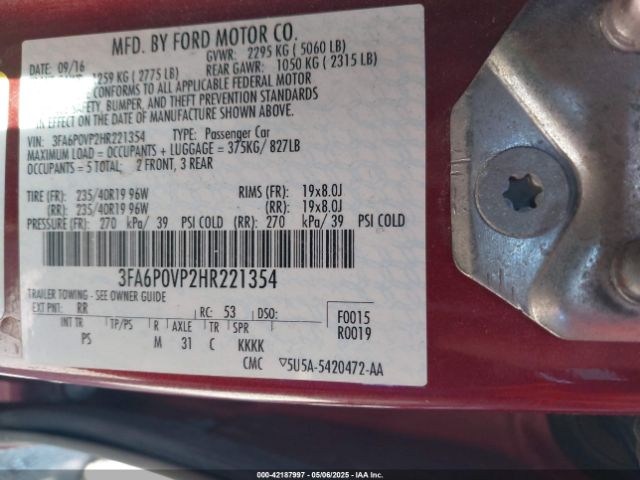 MFD. BY FORD MOTOR CO.
DATE: 09/16 GVWR: 2295 KG ( 5060 LB)
1259 KG ( 2775 LB) REAR GAWR: 1050 KG ( 2315 LB)
CONFORMS TO ALL APPLICABLE FEDERAL MOTOR
SAFETY, BUMPER, AND THEFT PREVENTION STANDARDS
IN EFFECT ON THE DATE OF MANUFACTURE SHOWN ABOVE.
VIN: 3FA6P0VP2HR221354 TYPE: Passenger Car
MAXIMUM LOAD = OCCUPANTS + LUGGAGE = 375KG/ 827LB
OCCUPANTS = 5 TOTAL; 2 FRONT, 3 REAR
TIRE (FR): 235/40R19 96W RIMS (FR): 19x8.0J
(RR): 235/40R19 96W (RR): 19x8.0J
PRESSURE (FR): 270 kPa/ 39 PSI COLD (RR): 270 kPa/ 39 PSI COLD
3FA6P0VP2HR221354
TRAILER TOWING - SEE OWNER GUIDE
EXT PNT: RR RC: 53 DSO: F0015
INT TR TP/PS R AXLE TR SPR R0019
PS M 31 C KKKK
CMC ▽5U5A-5420472-AA
000-42187997 - 05/06/2025 - IAA Inc.